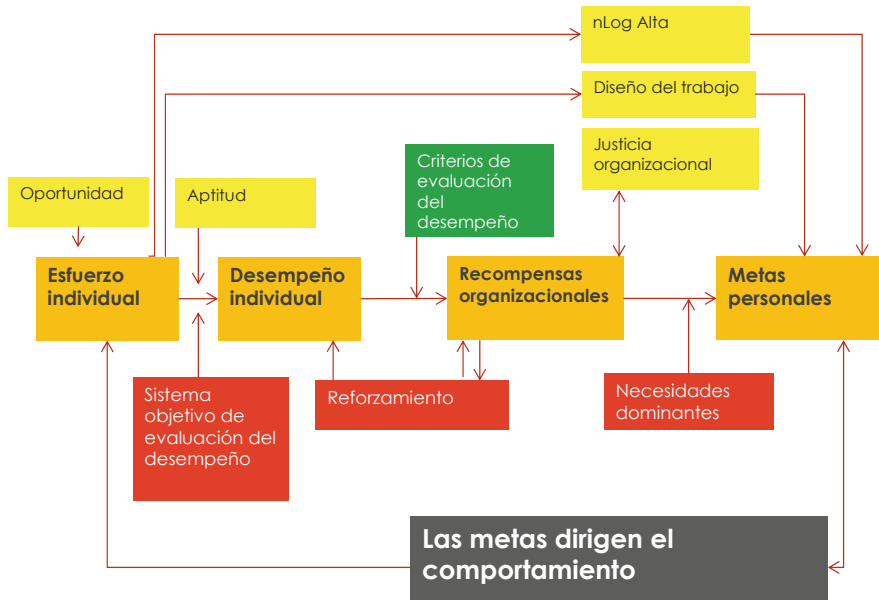 nLog Alta
Diseño del trabajo
Justicia
organizacional
Criterios de
evaluación
del
desempeño
Oportunidad
Aptitud
Esfuerzo
individual
Desempeño
individual
Recompensas
organizacionales
Metas
personales
Sistema
objetivo de
evaluación del
desempeño
Reforzamiento
Necesidades
dominantes
Las metas dirigen el
comportamiento